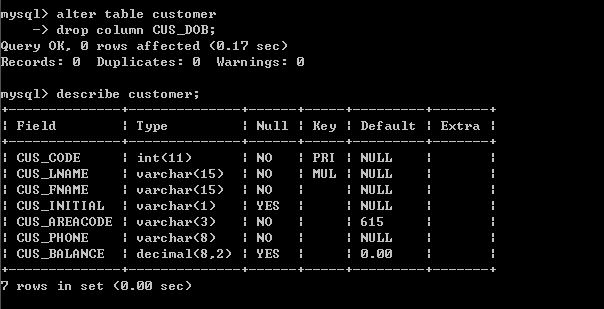 mysql> alter table customer
    -> drop column CUS_DOB;
Query OK, 0 rows affected (0.17 sec)
Records: 0  Duplicates: 0  Warnings: 0

mysql> describe customer;
+--------------+--------------+------+-----+---------+-------+
| Field        | Type         | Null | Key | Default | Extra |
+--------------+--------------+------+-----+---------+-------+
| CUS_CODE     | int(11)      | NO   | PRI | NULL    |       |
| CUS_LNAME    | varchar(15)  | NO   | MUL | NULL    |       |
| CUS_FNAME    | varchar(15)  | NO   |     | NULL    |       |
| CUS_INITIAL  | varchar(1)   | YES  |     | NULL    |       |
| CUS_AREACODE | varchar(3)   | NO   |     | 615     |       |
| CUS_PHONE    | varchar(8)   | NO   |     | NULL    |       |
| CUS_BALANCE  | decimal(8,2) | YES  |     | 0.00    |       |
+--------------+--------------+------+-----+---------+-------+
7 rows in set (0.00 sec)